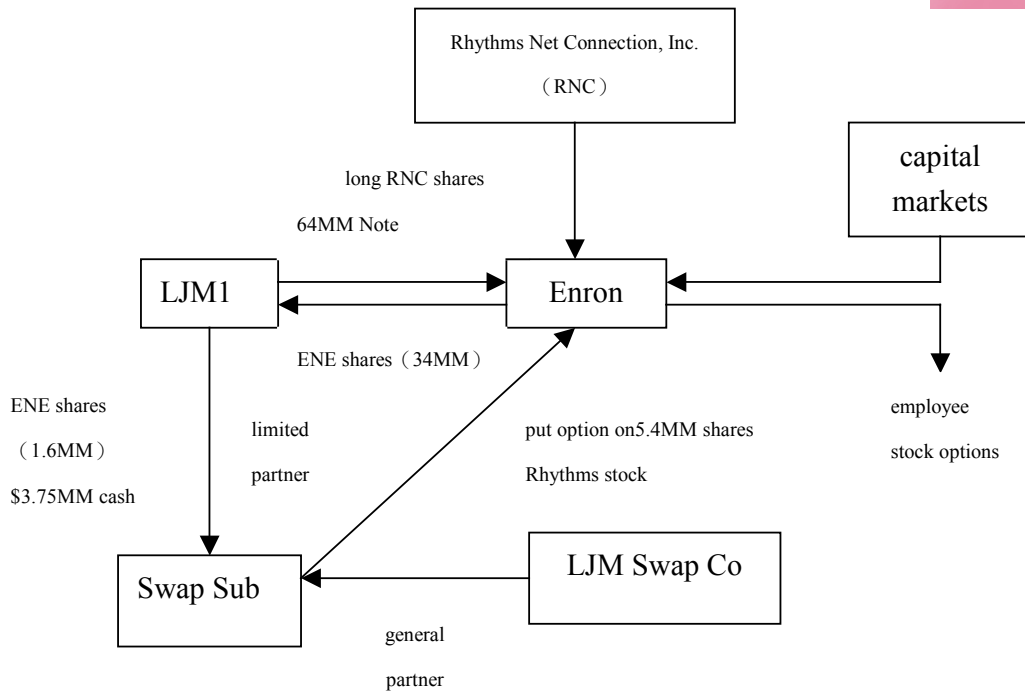 Rhythms Net Connection, Inc.
（RNC）
capital
markets
long RNC shares
64MM Note
LJM1
Enron
ENE shares（34MM）
ENE shares
（1.6MM）
$3.75MM cash
limited
partner
put option on5.4MM shares
Rhythms stock
employee
stock options
Swap Sub
LJM Swap Co
general
partner